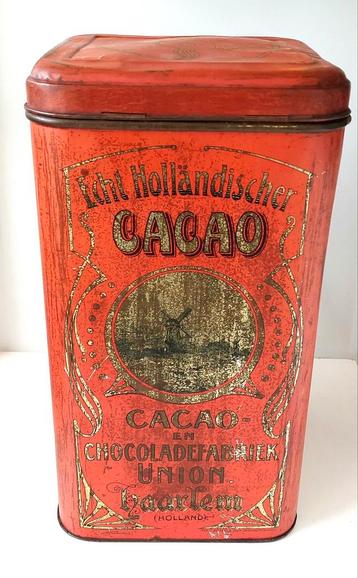 Echt Holländischer
CACAO
CACAO-
EN
CHOCOLADEFABRIEK
UNION.
Haarlem
(HOLLAND)